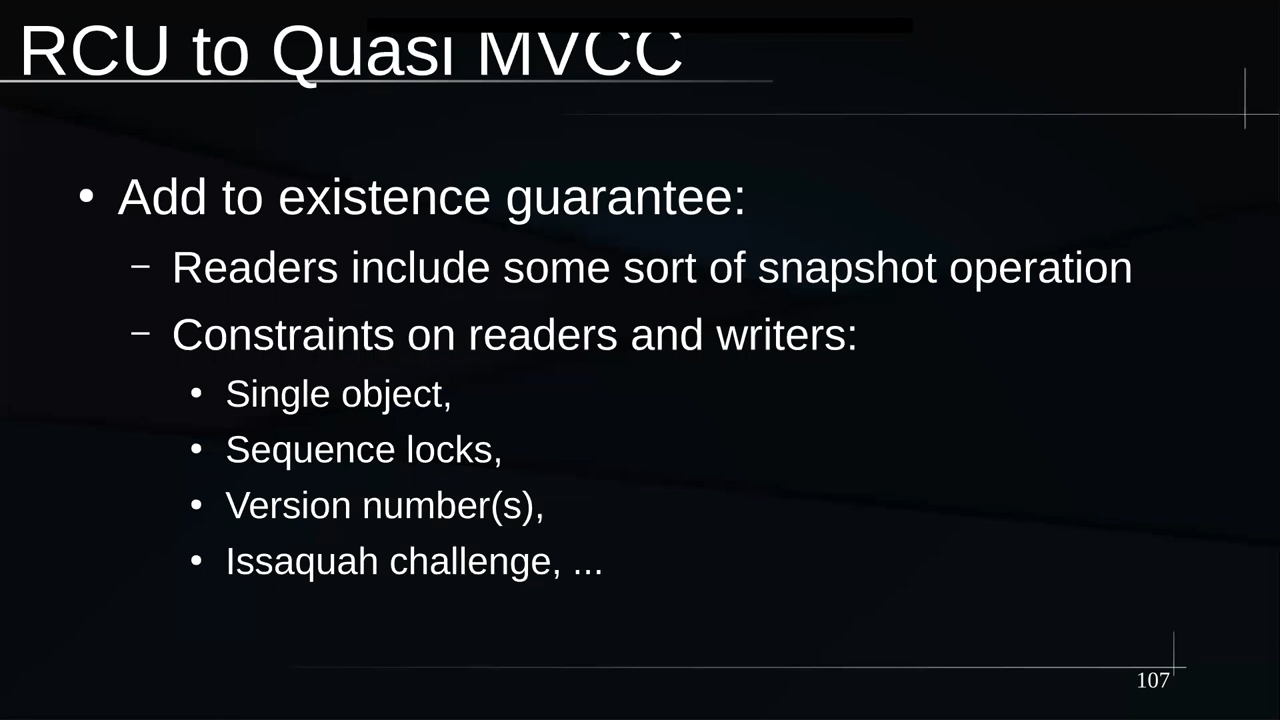 RCU to Quasi MVCC
• Add to existence guarantee:
– Readers include some sort of snapshot operation
– Constraints on readers and writers:
• Single object,
• Sequence locks,
• Version number(s),
• Issaquah challenge, ...
107